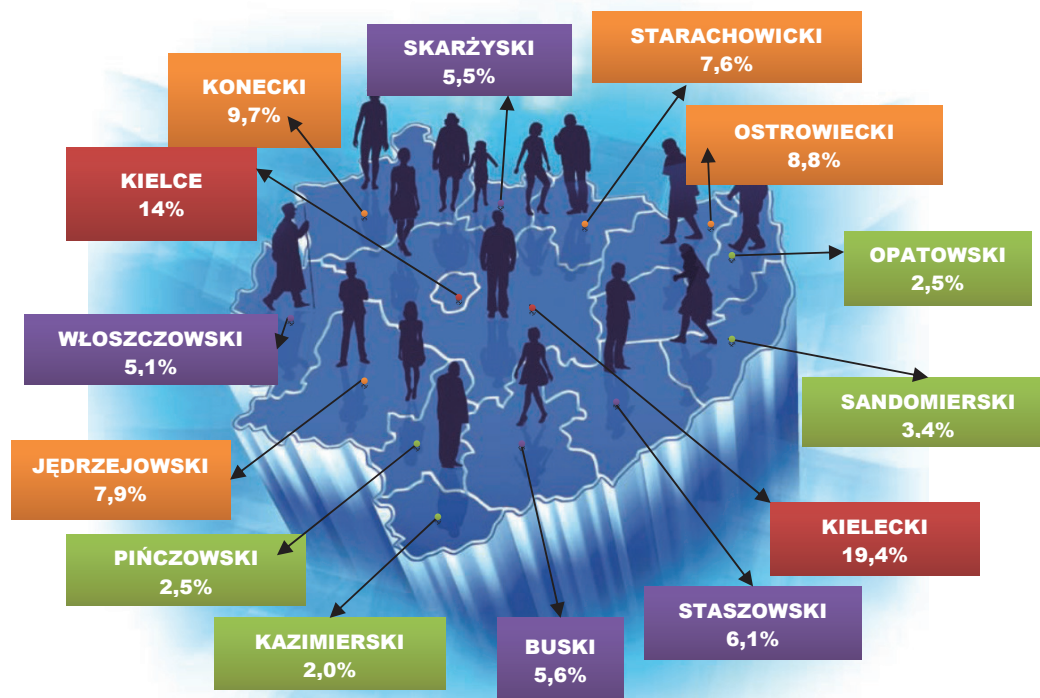 SKARŻYSKI
5,5%
STARACHOWICKI
7,6%
KONECKI
9,7%
OSTROWIECKI
8,8%
KIELCE
14%
OPATOWSKI
2,5%
WŁOSZCZOWSKI
5,1%
SANDOMIERSKI
3,4%
JĘDRZEJOWSKI
7,9%
KIELECKI
19,4%
PIŃCZOWSKI
2,5%
STASZOWSKI
6,1%
KAZIMIERSKI
2,0%
BUSKI
5,6%